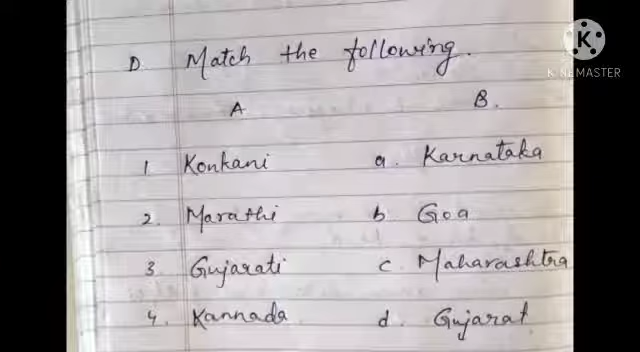 KINEMASTER
D Match the following.
A B.
1 Konkani a. Karnataka
2. Marathi b Goa
3 Gujarati c Maharashtra
4. Kannada d. Gujarat